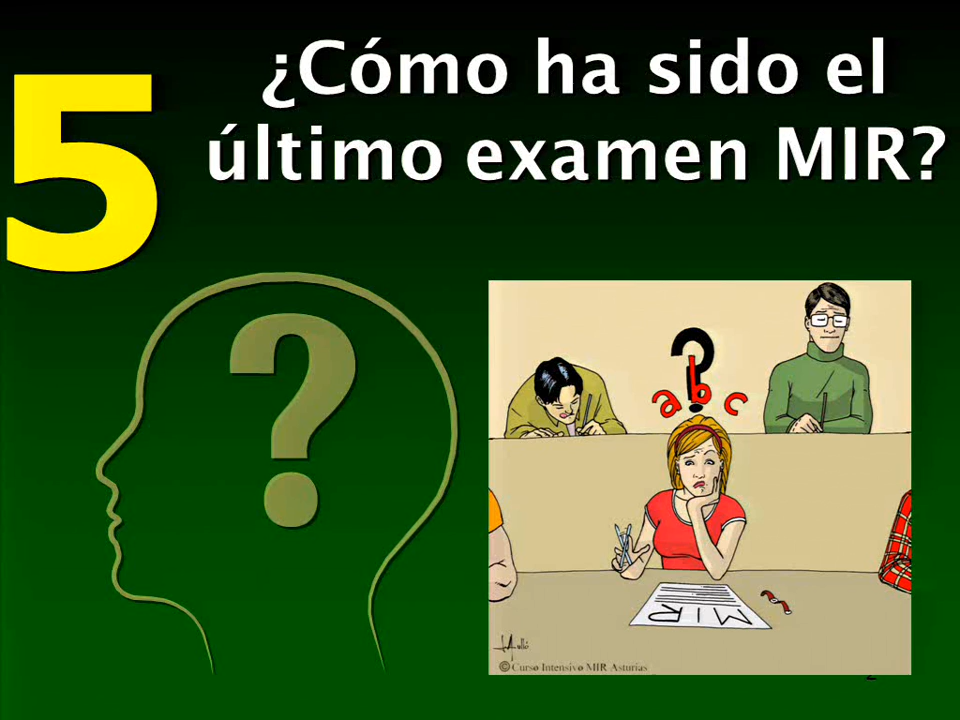 5
¿Cómo ha sido el
último examen MIR?
?
?
a b c
MIR
© Curso Intensivo MIR Asturias